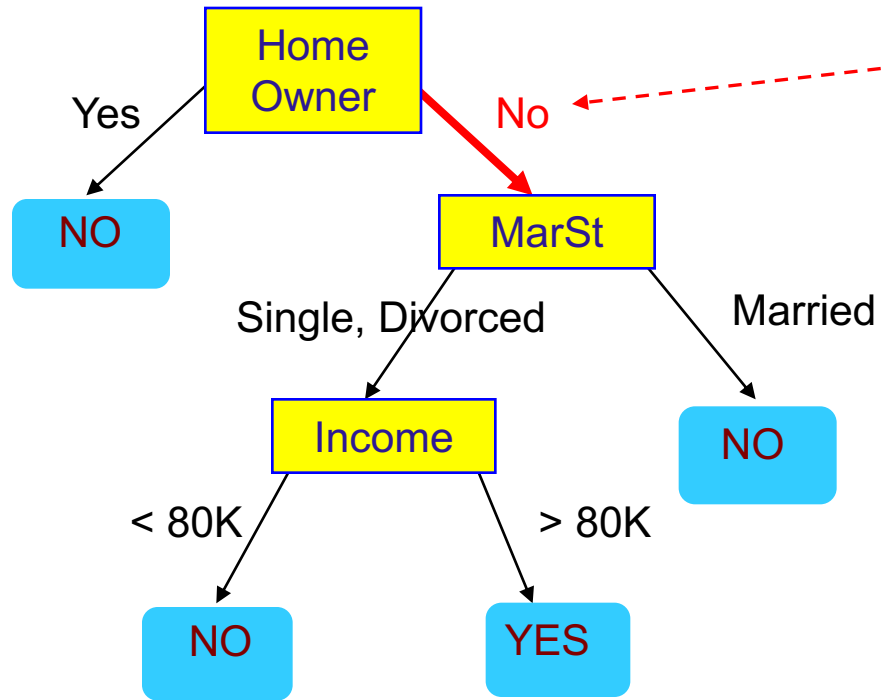 Home
Owner
Yes
No
NO
MarSt
Single, Divorced
Married
Income
NO
< 80K
> 80K
NO
YES